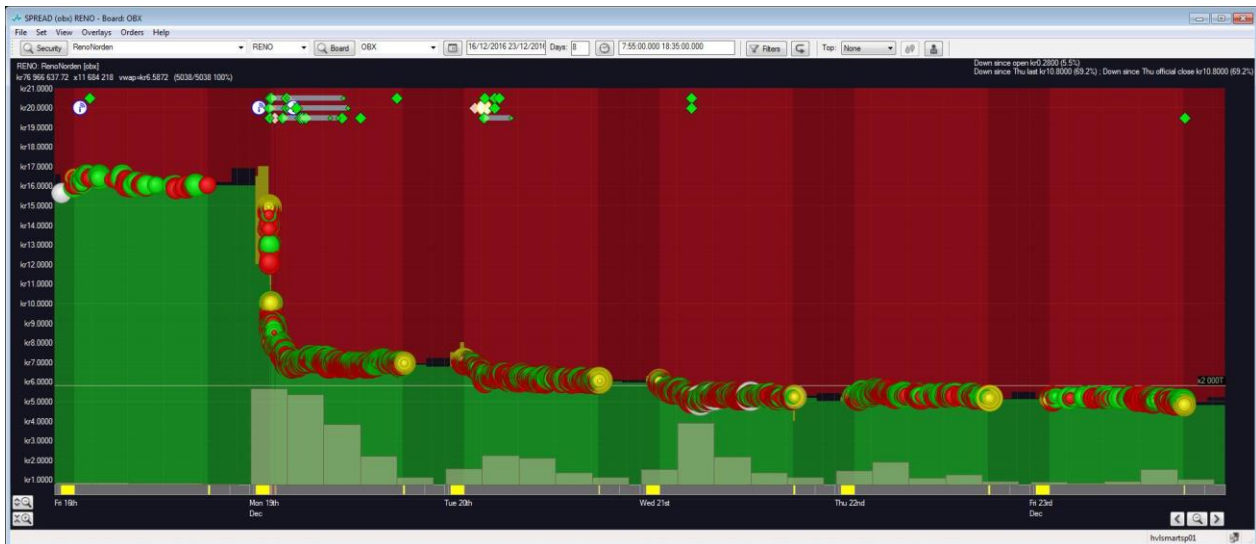 SPREAD (obx) RENO - Board: OBX
File Set View Overlays Orders Help
Security RenoNorden RENO Board OBX 16/12/2016 23/12/2016 Days: 8 7:55:00.000 18:35:00.000 Filters Top: None
RENO: RenoNorden [obx]
kr76 966 637.72 x11 684 218 vwap=kr6.5872 (5038/5038 100%)
Down since open kr0.2800 (5.5%)
Down since Thu last kr10.8000 (69.2%) ; Down since Thu official close kr10.8000 (69.2%)
kr21.0000
kr20.0000
kr19.0000
kr18.0000
kr17.0000
kr16.0000
kr15.0000
kr14.0000
kr13.0000
kr12.0000
kr11.0000
kr10.0000
kr9.0000
kr8.0000
kr7.0000
kr6.0000
x2 000T
kr5.0000
kr4.0000
kr3.0000
kr2.0000
kr1.0000
Fri 16th Mon 19th Tue 20th Wed 21st Thu 22nd Fri 23rd
Dec Dec
hvlsmartsp01